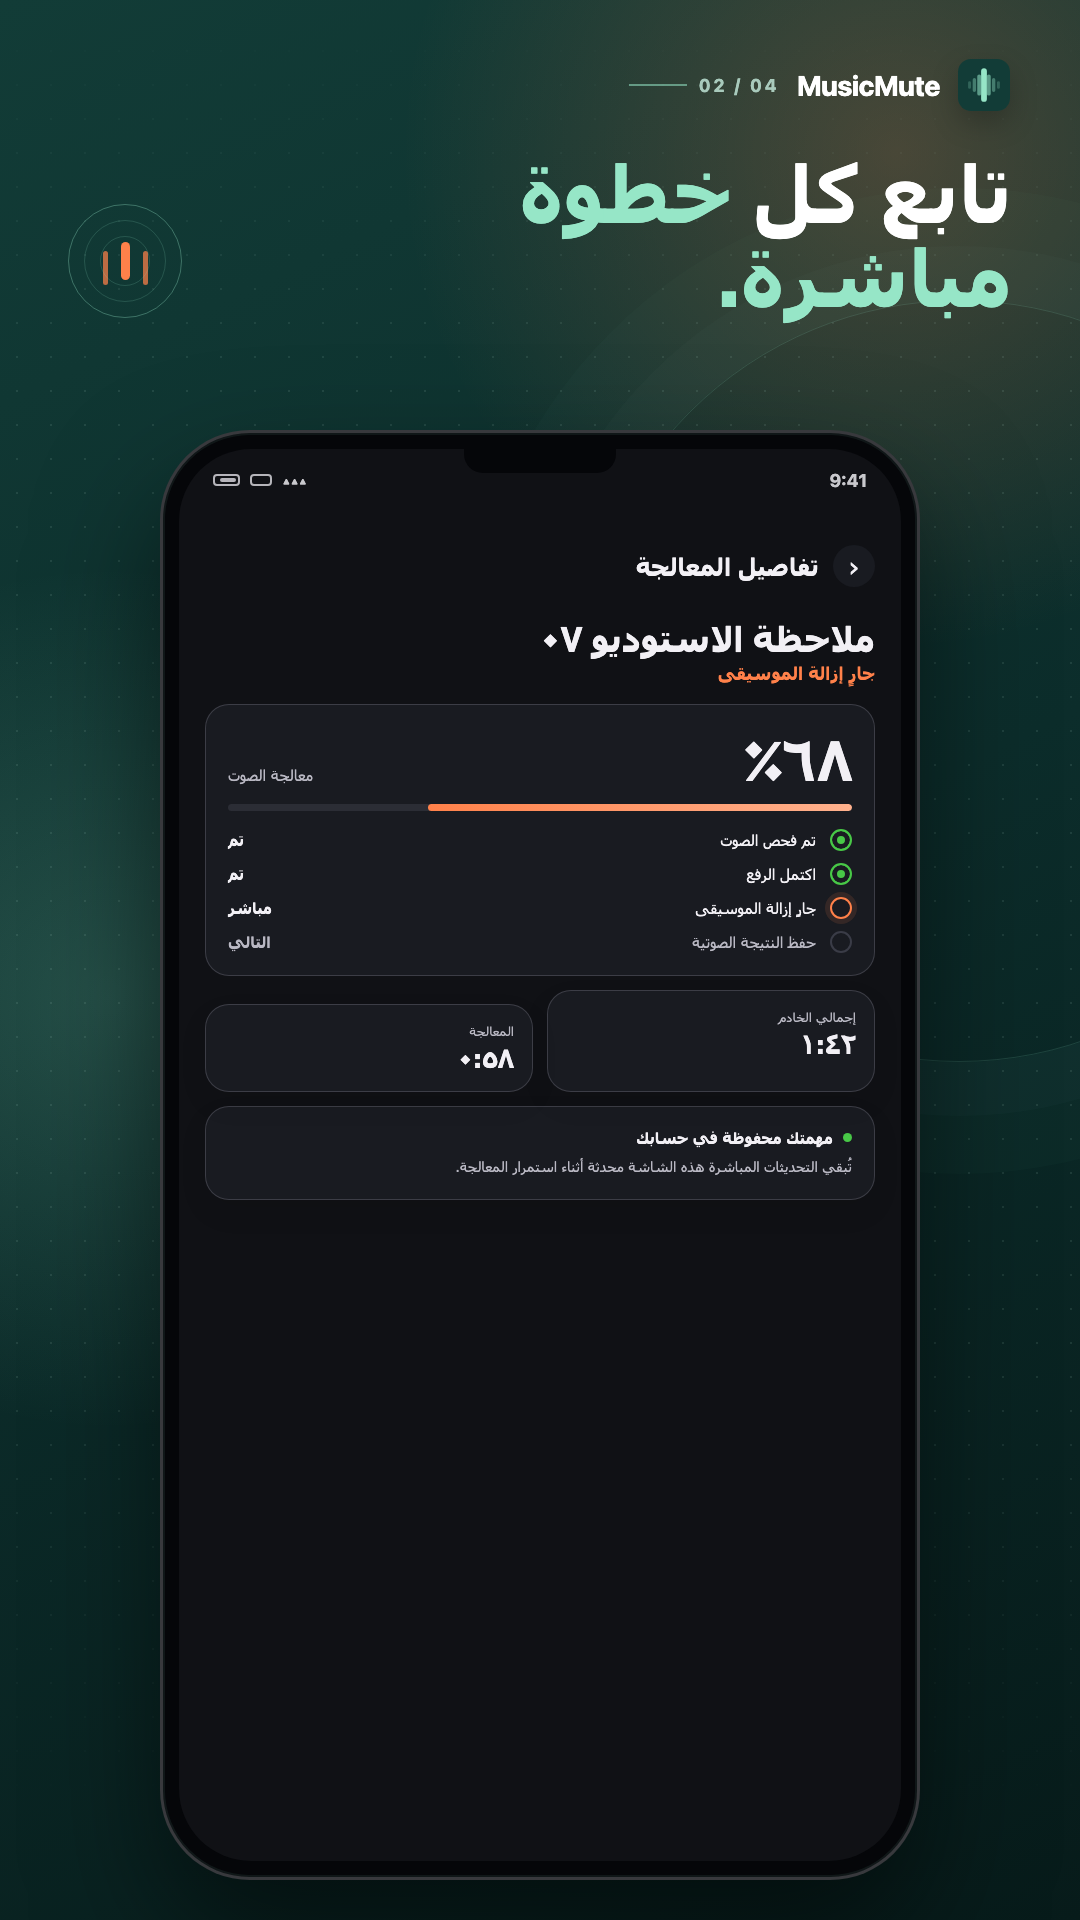 MusicMute 02 / 04
تابع كل خطوة
مباشرة.
9:41
تفاصيل المعالجة
ملاحظة الاستوديو ٠٧
جارٍ إزالة الموسيقى
٦٨٪ معالجة الصوت
تم فحص الصوت تم
اكتمل الرفع تم
جارٍ إزالة الموسيقى مباشر
حفظ النتيجة الصوتية التالي
إجمالي الخادم
١:٤٢
المعالجة
٠:٥٨
مهمتك محفوظة في حسابك
تُبقي التحديثات المباشرة هذه الشاشة محدثة أثناء استمرار المعالجة.